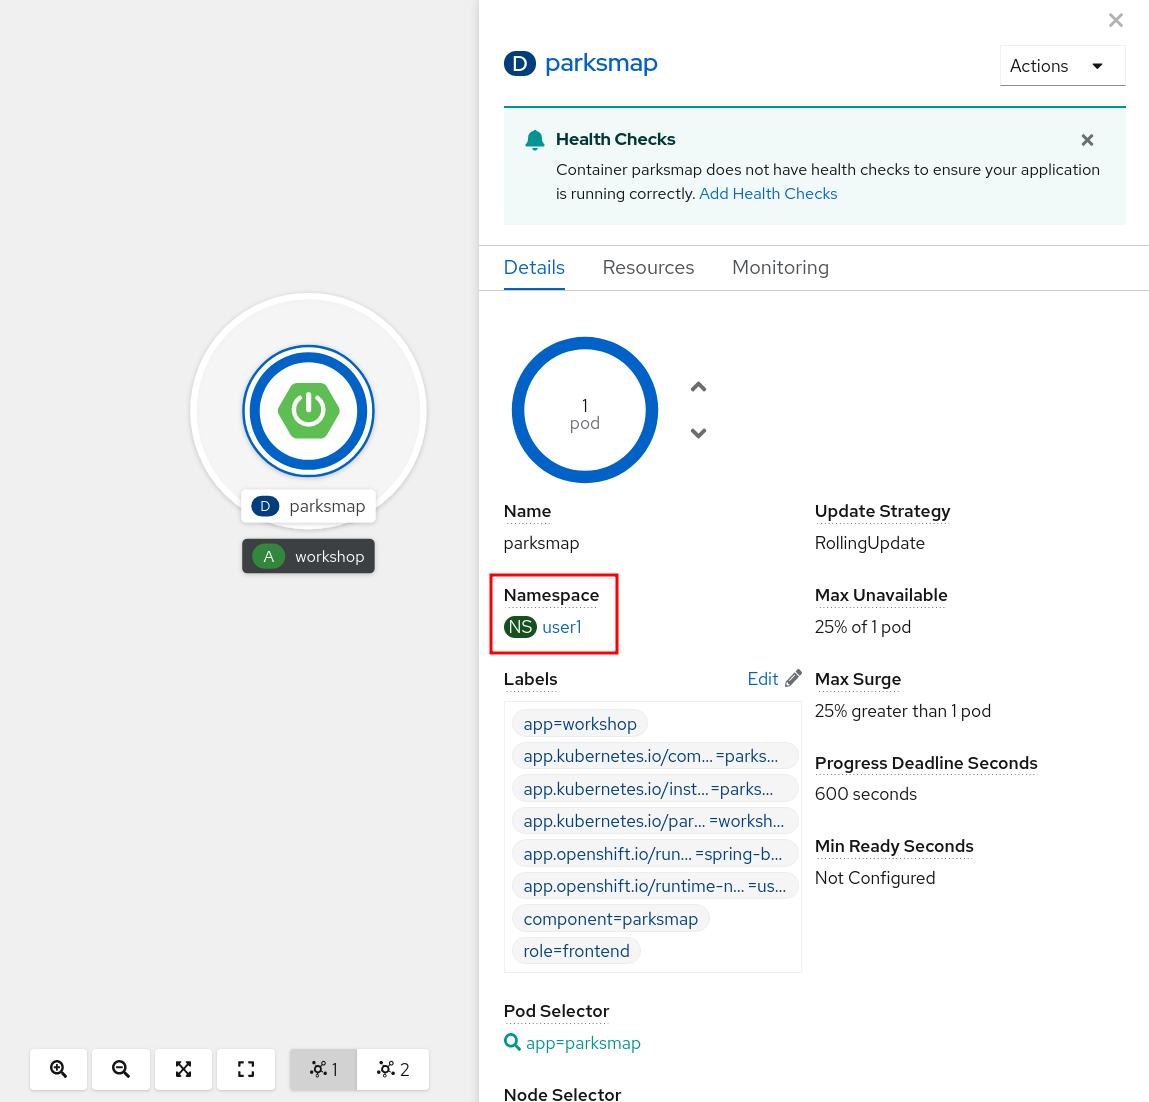 D parksmap
Actions
Health Checks
Container parksmap does not have health checks to ensure your application
is running correctly. Add Health Checks
Details Resources Monitoring
1
pod
D parksmap
A workshop
Name
parksmap
Update Strategy
RollingUpdate
Namespace
NS user1
Max Unavailable
25% of 1 pod
Labels Edit
app=workshop
app.kubernetes.io/com... =parks...
app.kubernetes.io/inst... =parks...
app.kubernetes.io/par... =worksh...
app.openshift.io/run... =spring-b...
app.openshift.io/runtime-n... =us...
component=parksmap
role=frontend
Max Surge
25% greater than 1 pod
Progress Deadline Seconds
600 seconds
Min Ready Seconds
Not Configured
Pod Selector
app=parksmap
Node Selector
1 2